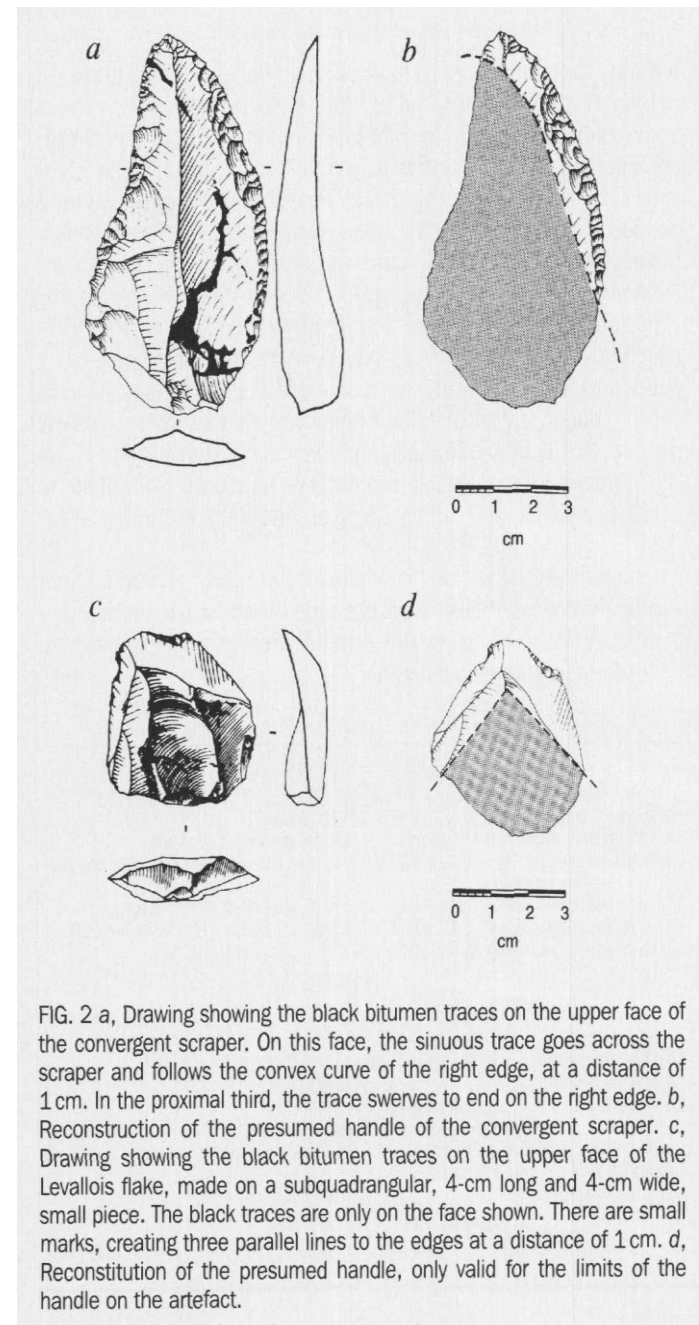 a
b
0 1 2 3
cm
c
d
0 1 2 3
cm
FIG. 2 a, Drawing showing the black bitumen traces on the upper face of
the convergent scraper. On this face, the sinuous trace goes across the
scraper and follows the convex curve of the right edge, at a distance of
1 cm. In the proximal third, the trace swerves to end on the right edge. b,
Reconstruction of the presumed handle of the convergent scraper. c,
Drawing showing the black bitumen traces on the upper face of the
Levallois flake, made on a subquadrangular, 4-cm long and 4-cm wide,
small piece. The black traces are only on the face shown. There are small
marks, creating three parallel lines to the edges at a distance of 1 cm. d,
Reconstitution of the presumed handle, only valid for the limits of the
handle on the artefact.